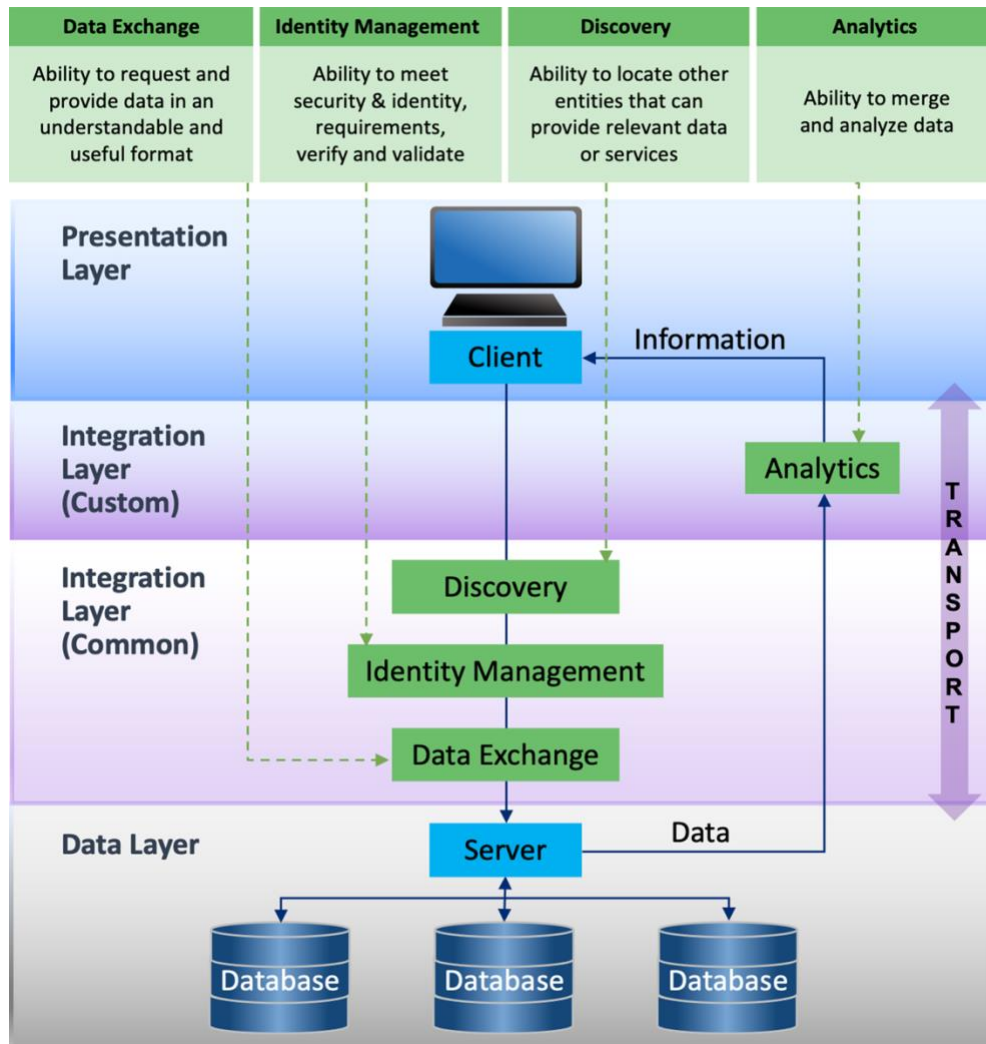 Data Exchange
Ability to request and
provide data in an
understandable and
useful format
Identity Management
Ability to meet
security & identity,
requirements,
verify and validate
Discovery
Ability to locate other
entities that can
provide relevant data
or services
Analytics
Ability to merge
and analyze data
Presentation
Layer
Client
Information
Integration
Layer
(Custom)
Analytics
TRANSPORT
Integration
Layer
(Common)
Discovery
Identity Management
Data Exchange
Data Layer
Server
Data
Database
Database
Database